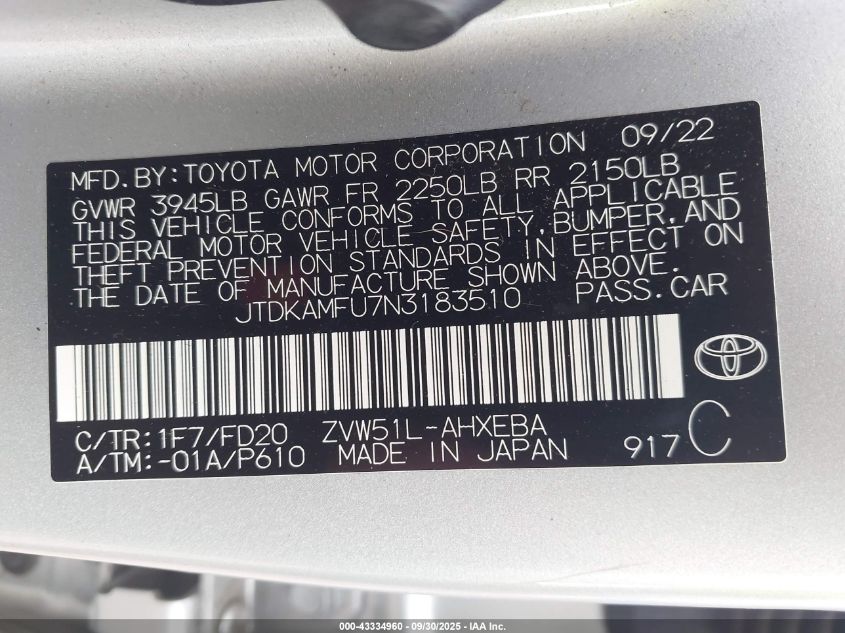 MFD.BY:TOYOTA MOTOR CORPORATION 09/22
GVWR 3945LB GAWR FR 2250LB RR 2150LB
THIS VEHICLE CONFORMS TO ALL APPLICABLE
FEDERAL MOTOR VEHICLE SAFETY,BUMPER,AND
THEFT PREVENTION STANDARDS IN EFFECT ON
THE DATE OF MANUFACTURE SHOWN ABOVE.
JTDKAMFU7N3183510 PASS.CAR
C/TR:1F7/FD20 ZVW51L-AHXEBA
A/TM:-01A/P610 MADE IN JAPAN 917 C
000-43334960 - 09/30/2025 - IAA Inc.